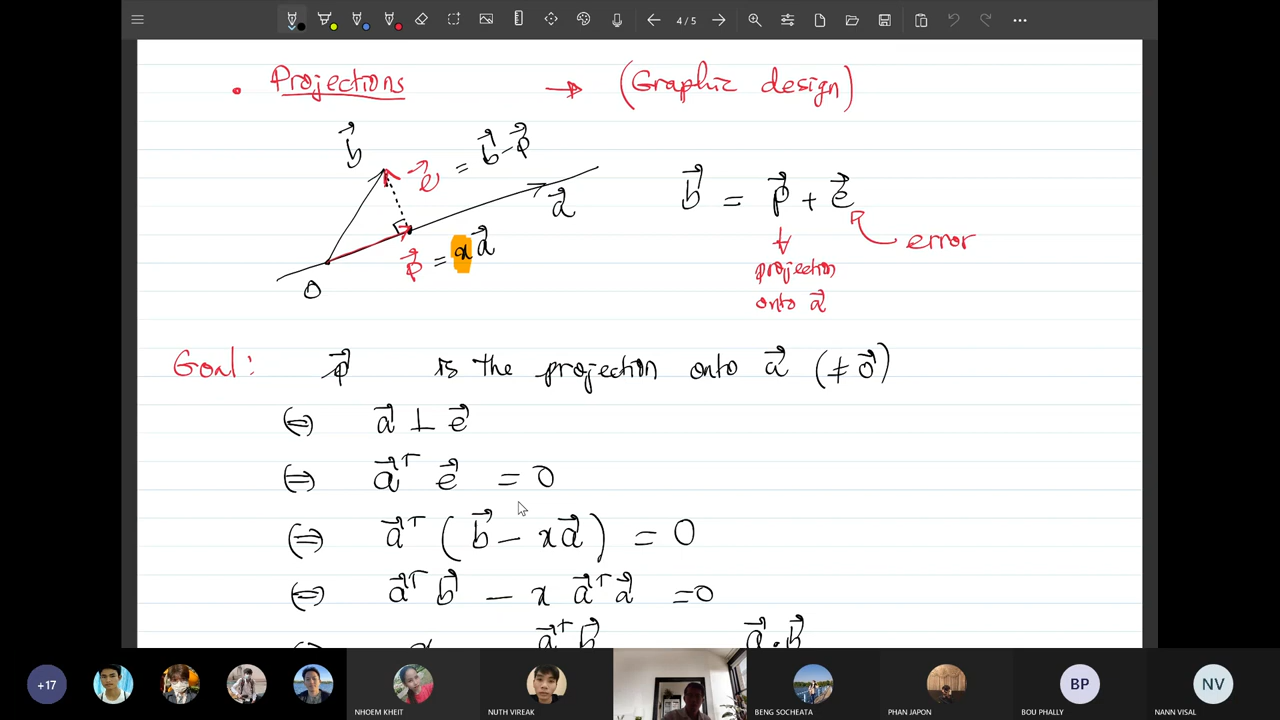 4 / 5
• Projections → (Graphic design)
b⃗
e⃗ = b⃗ - p⃗
a⃗
p⃗ = x a⃗
O
b⃗ = p⃗ + e⃗
error
projection
onto a⃗
Goal: p⃗ is the projection onto a⃗ (≠ 0⃗)
⇔ a⃗ ⊥ e⃗
⇔ a⃗ᵀ e⃗ = 0
⇔ a⃗ᵀ (b⃗ - x a⃗) = 0
⇔ a⃗ᵀ b⃗ - x a⃗ᵀ a⃗ = 0
a⃗ᵀ b⃗ a⃗ · b⃗
+17
NHOEM KHEIT
NUTH VIREAK
BENG SOCHEATA
PHAN JAPON
BP
BOU PHALLY
NV
NANN VISAL